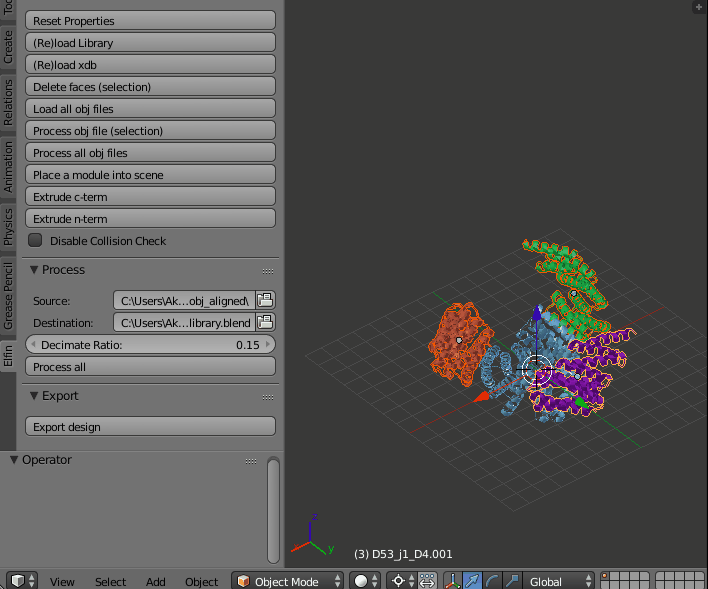 Create
Relations
Animation
Physics
Grease Pencil
Elfin
Reset Properties
(Re)load Library
(Re)load xdb
Delete faces (selection)
Load all obj files
Process obj file (selection)
Process all obj files
Place a module into scene
Extrude c-term
Extrude n-term
Disable Collision Check
Process
Source: C:\Users\Ak...obj_aligned\
Destination: C:\Users\Ak...library.blend
Decimate Ratio: 0.15
Process all
Export
Export design
Operator
z
y
(3) D53_j1_D4.001
View Select Add Object Object Mode Global